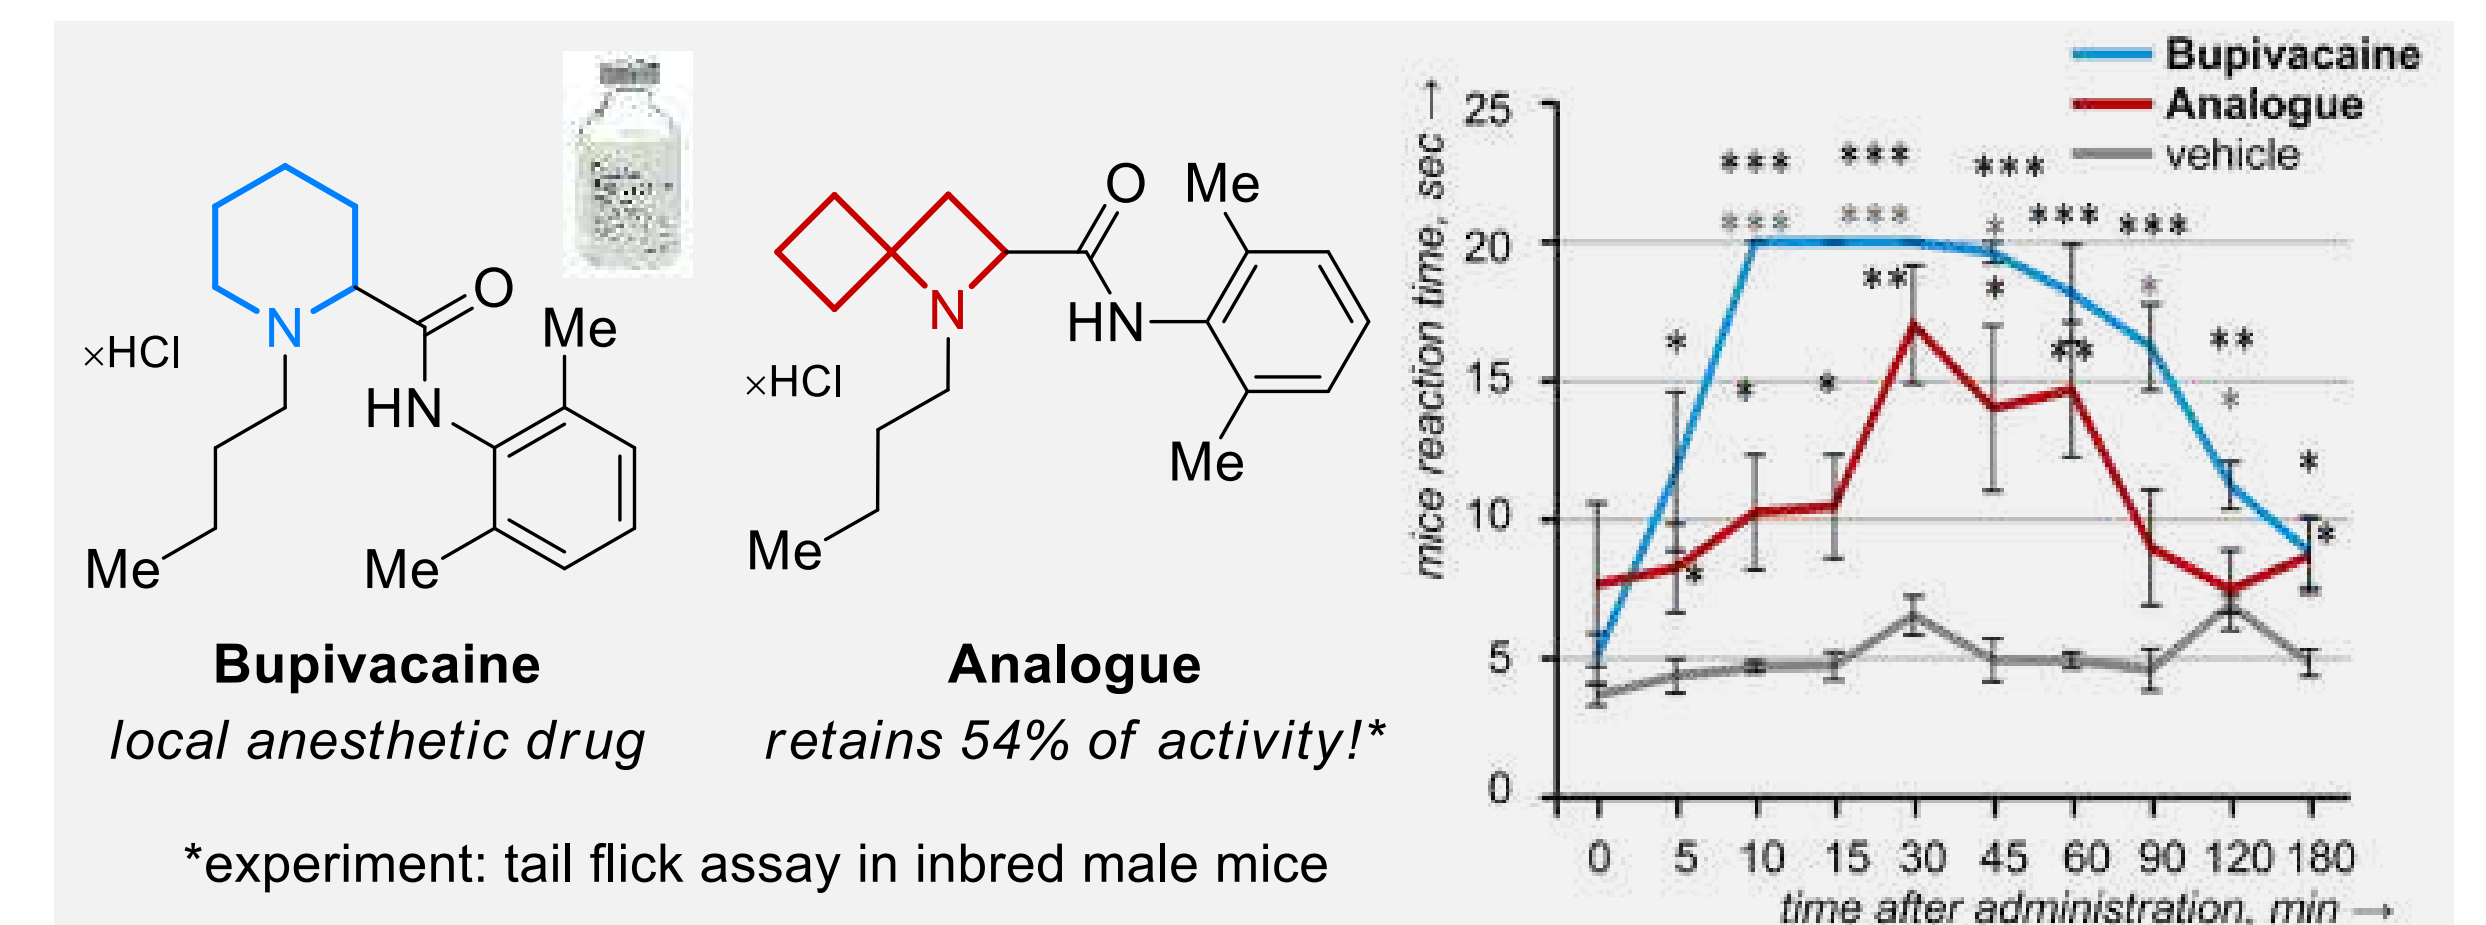 O
N
×HCl
Me
HN
Me
Me
Bupivacaine
local anesthetic drug
O
Me
N
HN
×HCl
Me
Me
Analogue
retains 54% of activity!*
*experiment: tail flick assay in inbred male mice
Bupivacaine
Analogue
vehicle
mice reaction time, sec →
25
20
15
10
5
0
*** *** ***
*** *** * *** ***
** * *
* ** **
* * *
*
*
*
0 5 10 15 30 45 60 90 120 180
time after administration, min →